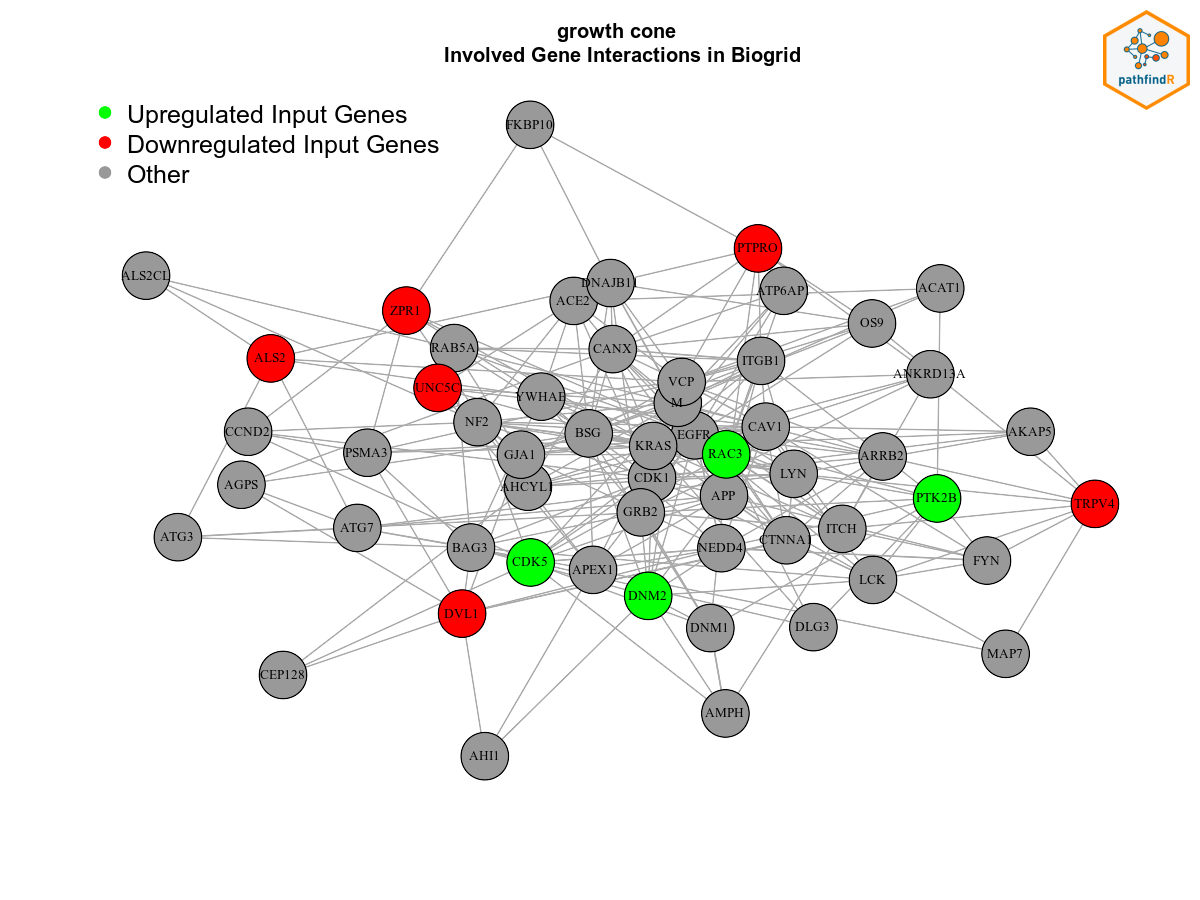 growth cone
Involved Gene Interactions in Biogrid
pathfindR
Upregulated Input Genes
Downregulated Input Genes
Other
FKBP10
PTPRO
ALS2CL
DNAJB11
ACE2
ATP6AP1
ACAT1
ZPR1
OS9
RAB5A
CANX
ALS2
ITGB1
ANKRD13A
UNC5C
VCP
YWHAE
M
NF2
CAV1
BSG
EGFR
CCND2
AKAP5
KRAS
RAC3
PSMA3
GJA1
ARRB2
LYN
CDK1
AGPS
AHCYL1
APP
PTK2B
TRPV4
GRB2
ATG7
ITCH
ATG3
CTNNA1
BAG3
NEDD4
CDK5
FYN
APEX1
LCK
DNM2
DVL1
DNM1
DLG3
MAP7
CEP128
AMPH
AHI1